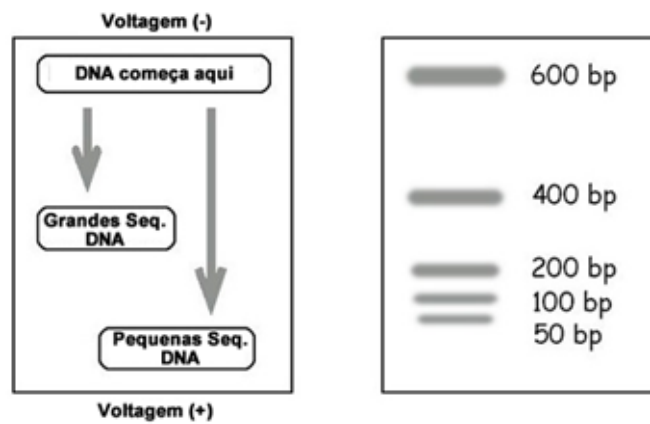 Voltagem (-)
DNA começa aqui
Grandes Seq.
DNA
Pequenas Seq.
DNA
Voltagem (+)
600 bp
400 bp
200 bp
100 bp
50 bp